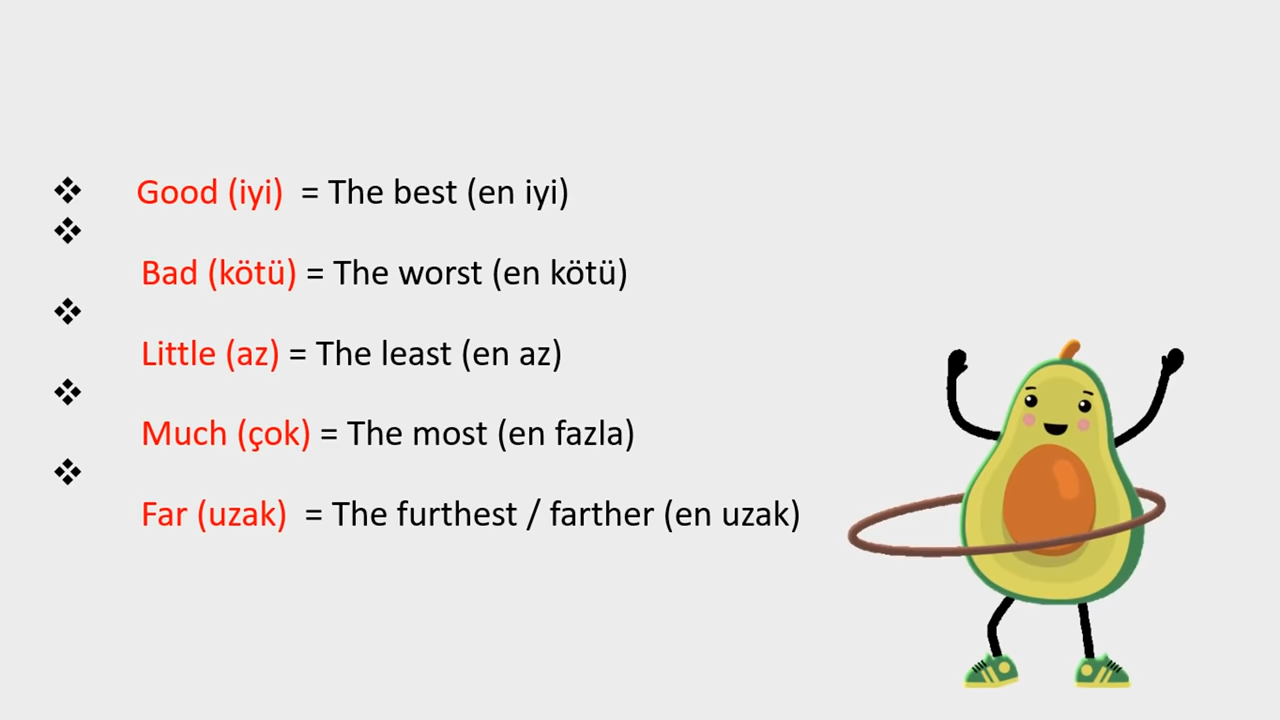 ❖ Good (iyi) = The best (en iyi)
❖
Bad (kötü) = The worst (en kötü)
❖
Little (az) = The least (en az)
❖
Much (çok) = The most (en fazla)
❖
Far (uzak) = The furthest / farther (en uzak)